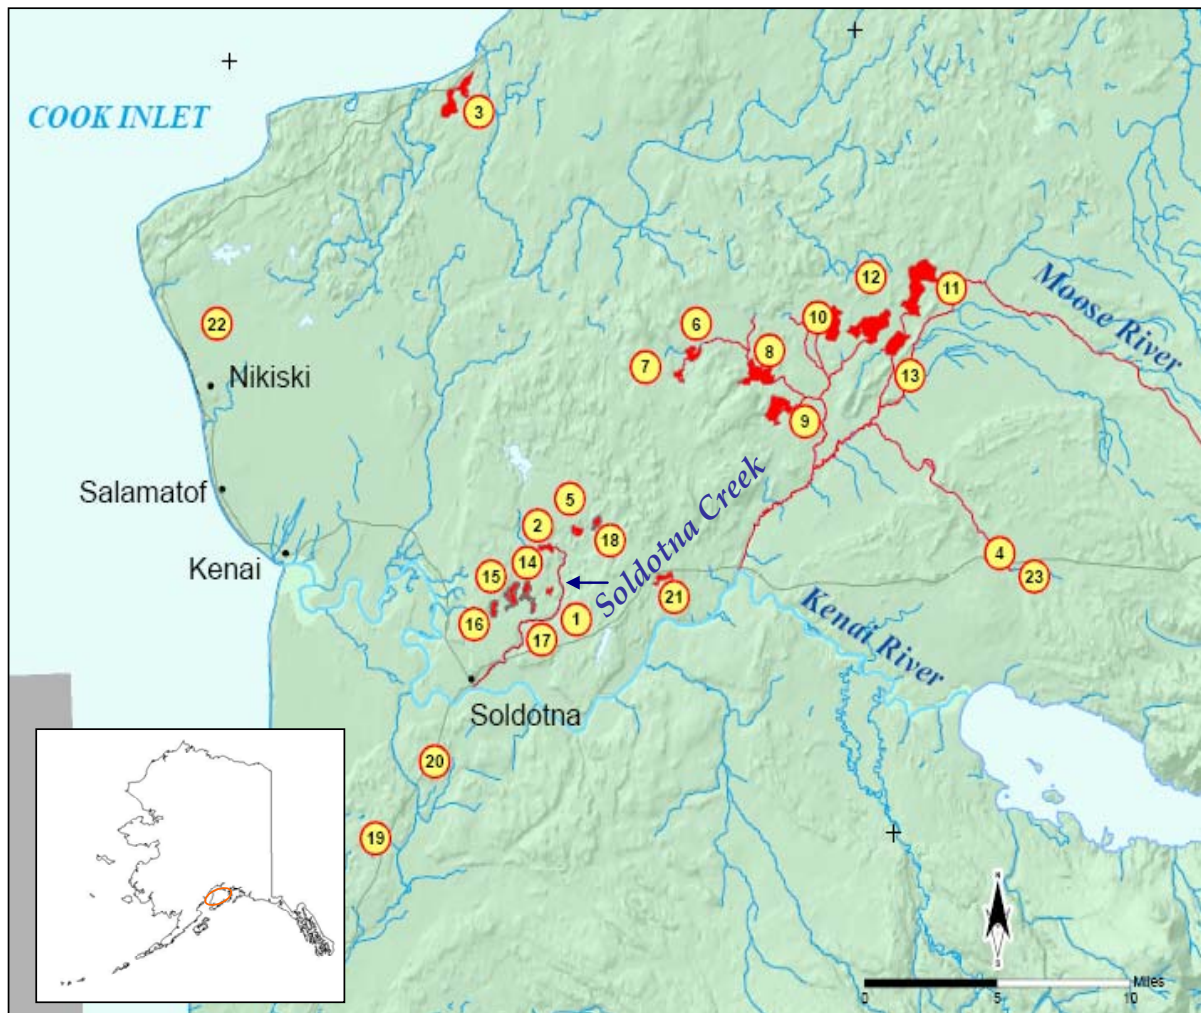 COOK INLET
3
12
11
Moose River
22
6
10
7
8
Nikiski
13
9
Salamatof
Soldotna Creek
5
2
18
Kenai
14
4
15
23
21
16
1
17
Kenai River
Soldotna
20
19
N
S
Miles
0
5
10